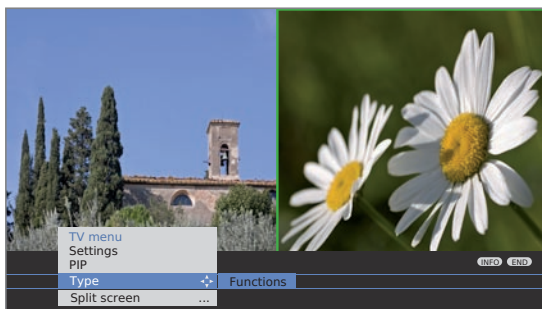 TV menu
Settings
PIP
INFO END
Type Functions
Split screen ...